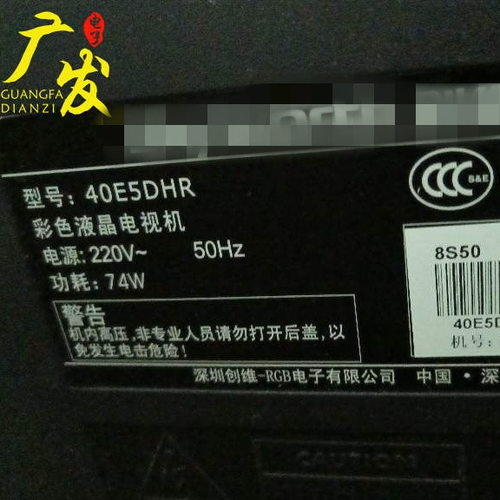 广发
电子
GUANGFA
DIANZI
型号: 40E5DHR
彩色液晶电视机
电源: 220V~ 50Hz
功耗: 74W
CCC S&E
8S50
40E5D
机号:
警告
机内高压,非专业人员请勿打开后盖,以
免发生电击危险!
深圳创维-RGB电子有限公司 中国·深
CAUTION